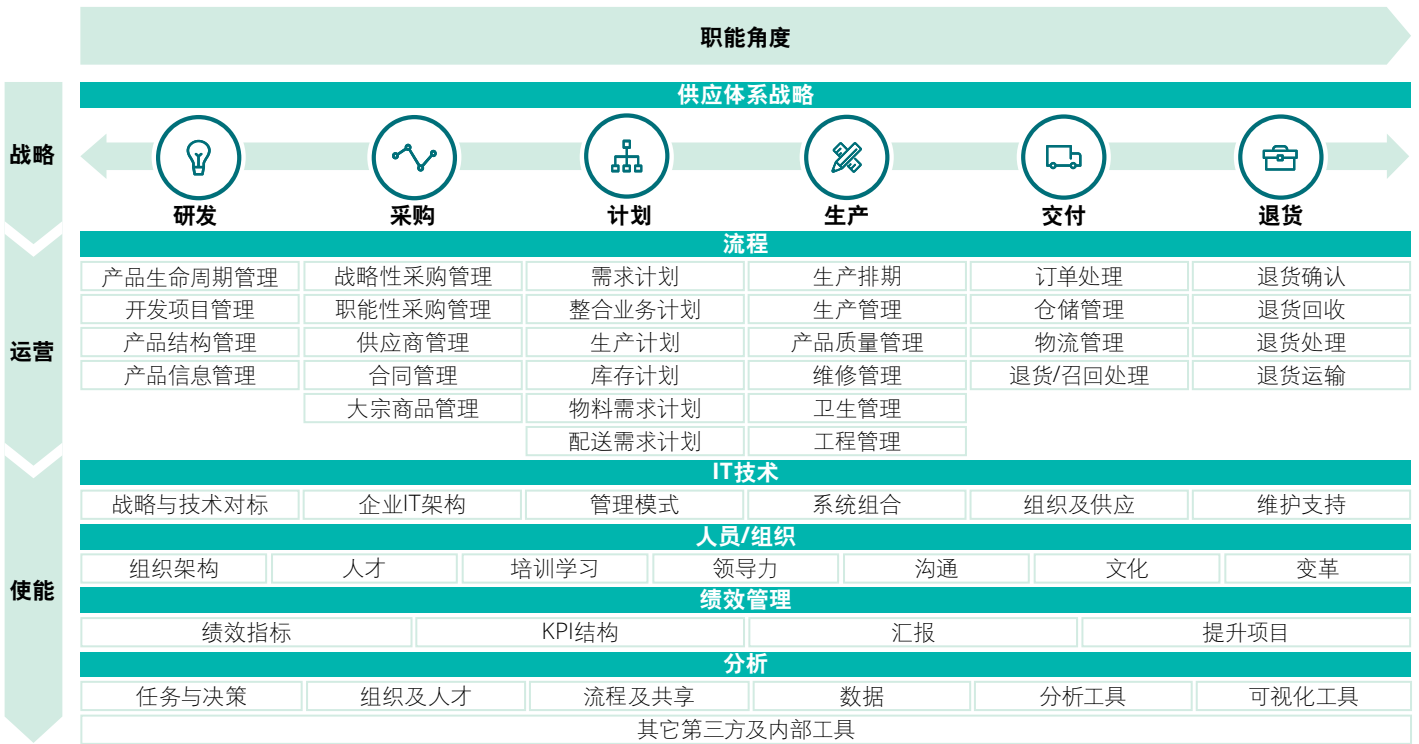 职能角度
供应体系战略
战略
研发 采购 计划 生产 交付 退货
流程
运营
产品生命周期管理 战略性采购管理 需求计划 生产排期 订单处理 退货确认
开发项目管理 职能性采购管理 整合业务计划 生产管理 仓储管理 退货回收
产品结构管理 供应商管理 生产计划 产品质量管理 物流管理 退货处理
产品信息管理 合同管理 库存计划 维修管理 退货/召回处理 退货运输
大宗商品管理 物料需求计划 卫生管理
配送需求计划 工程管理
IT技术
战略与技术对标 企业IT架构 管理模式 系统组合 组织及供应 维护支持
人员/组织
使能
组织架构 人才 培训学习 领导力 沟通 文化 变革
绩效管理
绩效指标 KPI结构 汇报 提升项目
分析
任务与决策 组织及人才 流程及共享 数据 分析工具 可视化工具
其它第三方及内部工具